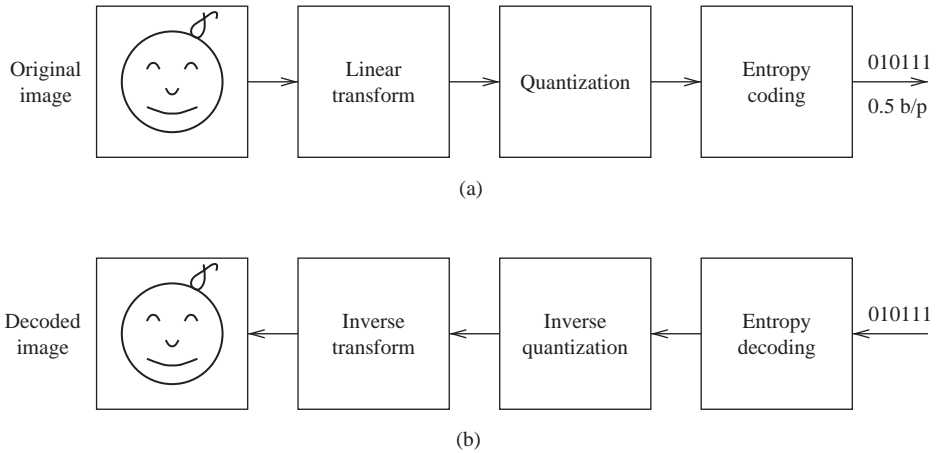 Original
image
Linear
transform
Quantization
Entropy
coding
010111
0.5 b/p
(a)
Decoded
image
Inverse
transform
Inverse
quantization
Entropy
decoding
010111
(b)